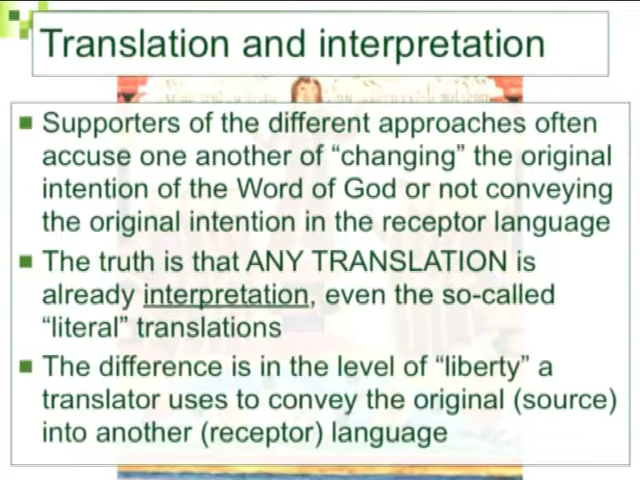 Translation and interpretation
Supporters of the different approaches often
accuse one another of “changing” the original
intention of the Word of God or not conveying
the original intention in the receptor language
The truth is that ANY TRANSLATION is
already interpretation, even the so-called
“literal” translations
The difference is in the level of “liberty” a
translator uses to convey the original (source)
into another (receptor) language